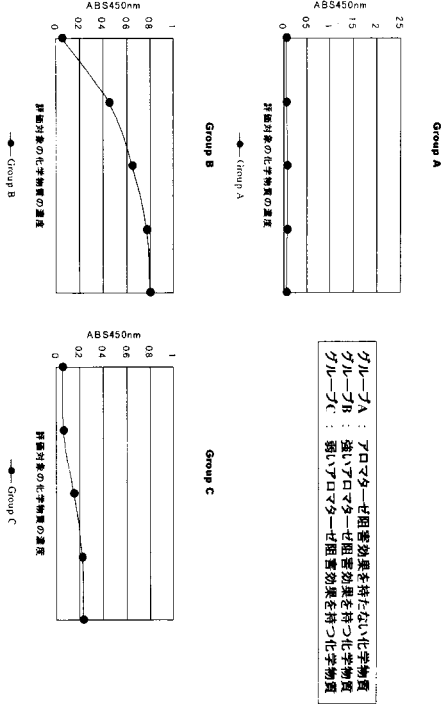 Group A
ABS450nm
2.5
2
1.5
1
0.5
0
評価対象の化学物質の濃度
Group A
グループA : アロマターゼ阻害効果を持たない化学物質
グループB : 強いアロマターゼ阻害効果を持つ化学物質
グループC : 弱いアロマターゼ阻害効果を持つ化学物質
Group B
ABS450nm
1
0.8
0.6
0.4
0.2
0
評価対象の化学物質の濃度
Group B
Group C
ABS450nm
1
0.8
0.6
0.4
0.2
0
評価対象の化学物質の濃度
Group C